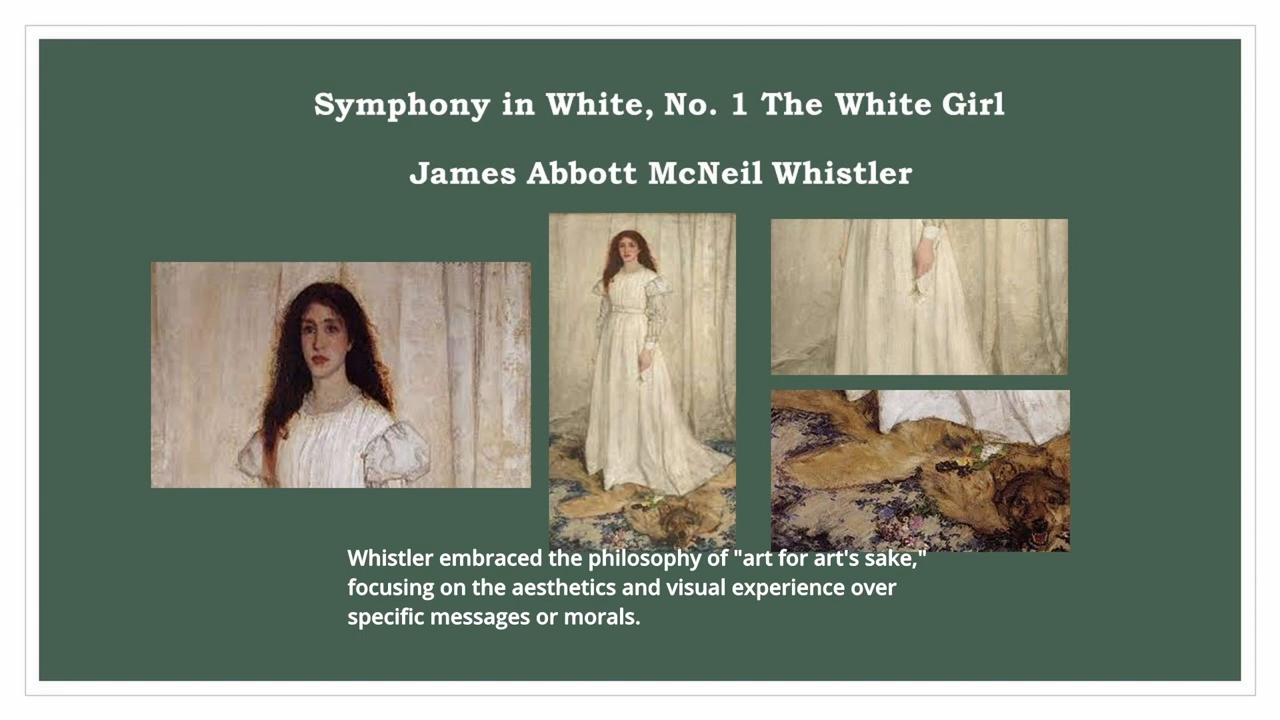 Symphony in White, No. 1 The White Girl
James Abbott McNeil Whistler
Whistler embraced the philosophy of "art for art's sake,"
focusing on the aesthetics and visual experience over
specific messages or morals.